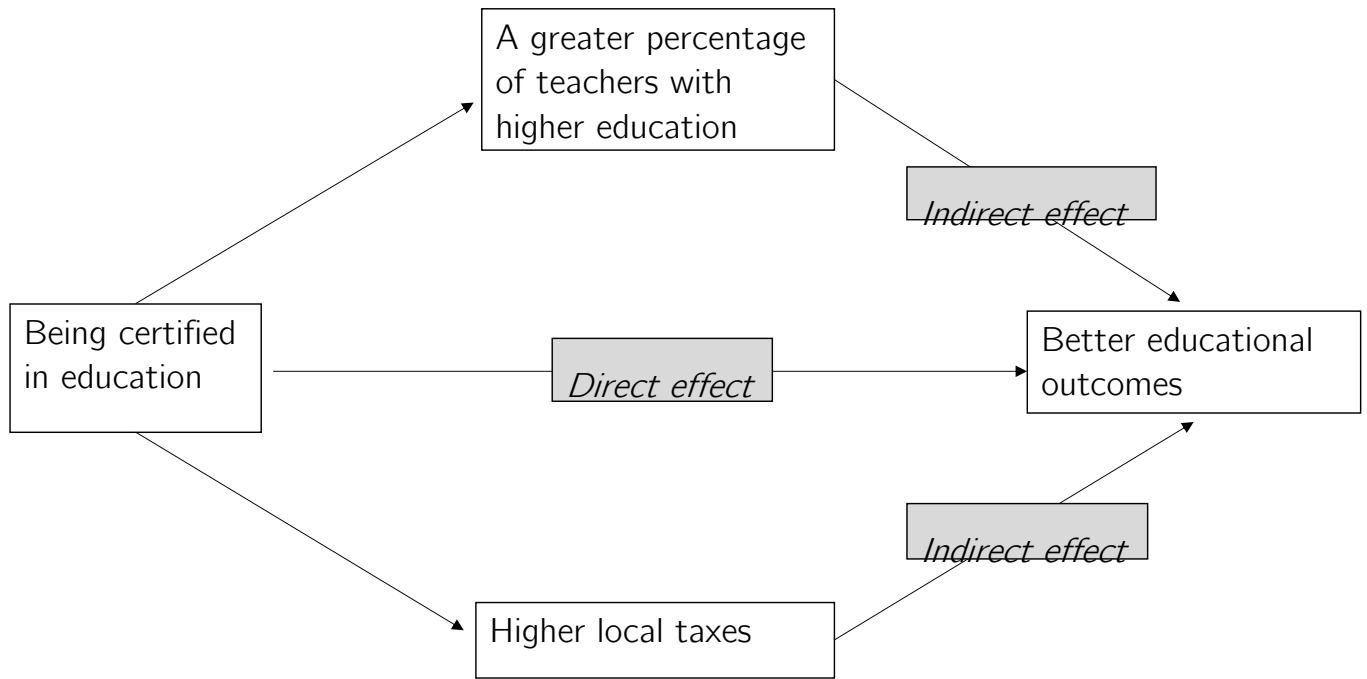 A greater percentage
of teachers with
higher education
Indirect effect
Being certified
in education
Direct effect
Better educational
outcomes
Indirect effect
Higher local taxes